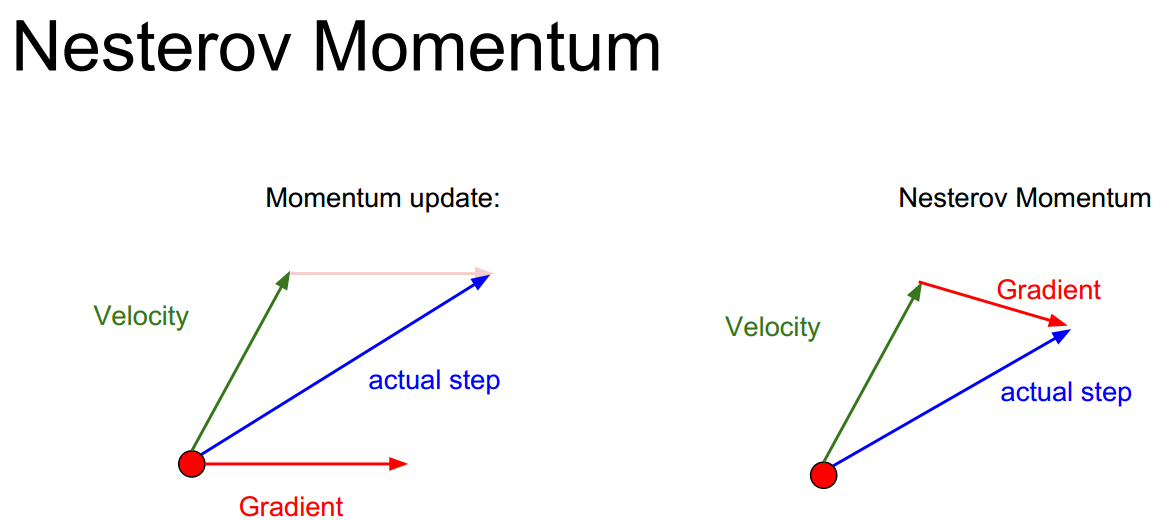 Nesterov Momentum
Momentum update:
Velocity
actual step
Gradient
Nesterov Momentum
Gradient
Velocity
actual step